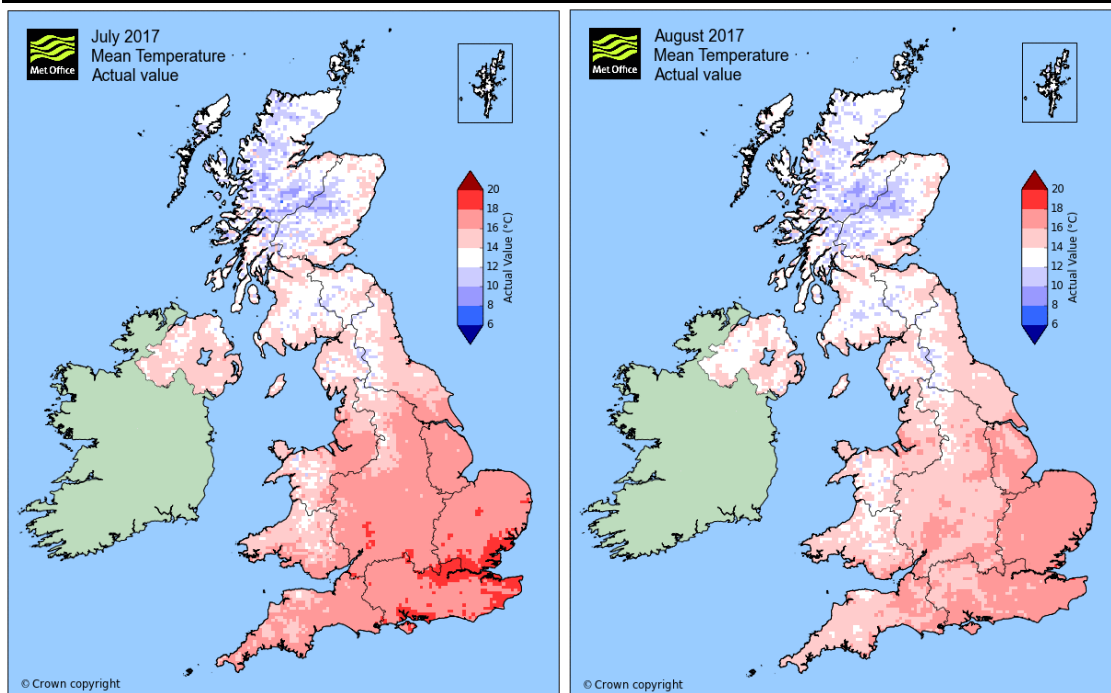 July 2017
Mean Temperature
Actual value
Met Office
20
18
16
14
12
10
8
6
Actual Value (°C)
© Crown copyright
August 2017
Mean Temperature
Actual value
Met Office
20
18
16
14
12
10
8
6
Actual Value (°C)
© Crown copyright